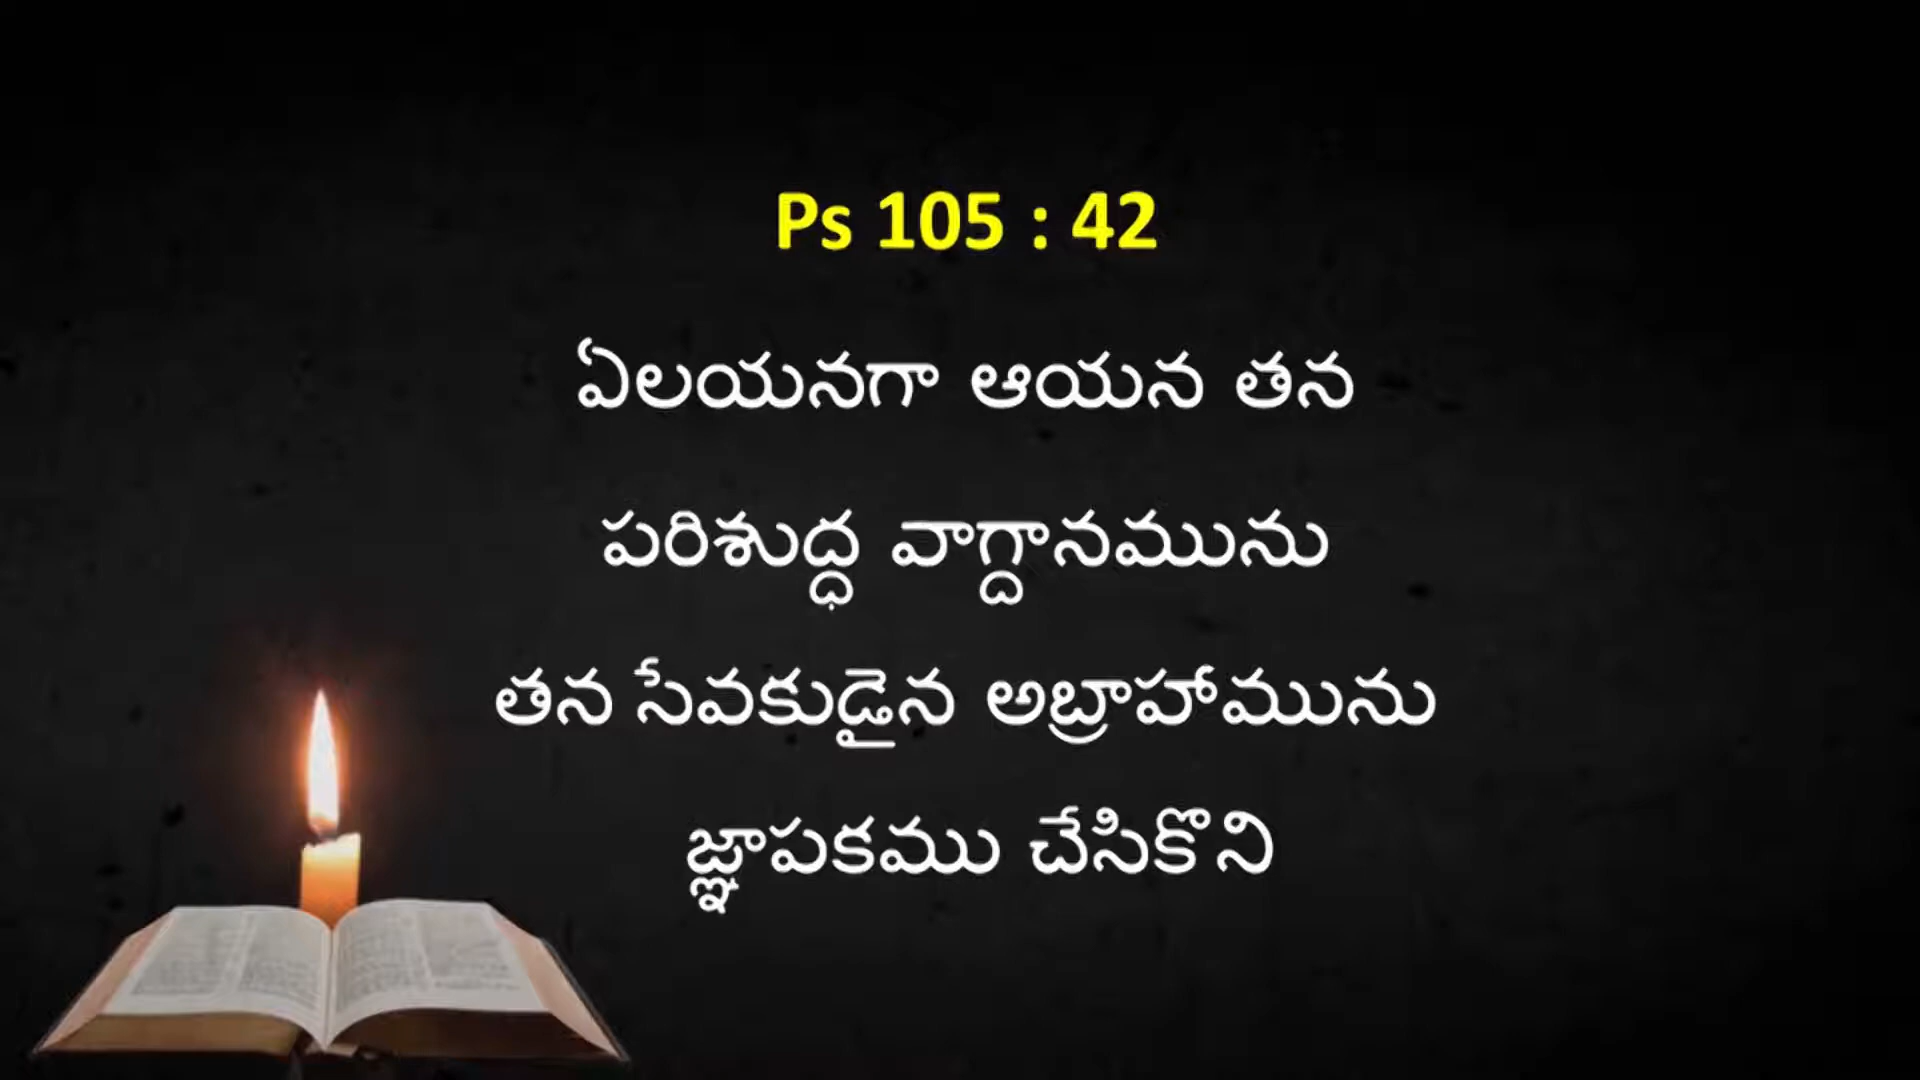 Ps 105 : 42
ఏలయనగా ఆయన తన
పరిశుద్ధ వాగ్దానమును
తన సేవకుడైన అబ్రాహామును
జ్ఞాపకము చేసికొని